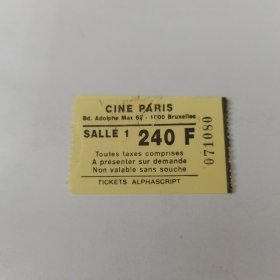 CINE PARIS
Bd. Adolphe Max 67 - 1000 Bruxelles
SALLE 1 240 F
Toutes taxes comprises
A présenter sur demande
Non valable sans souche
TICKETS ALPHASCRIPT
071080